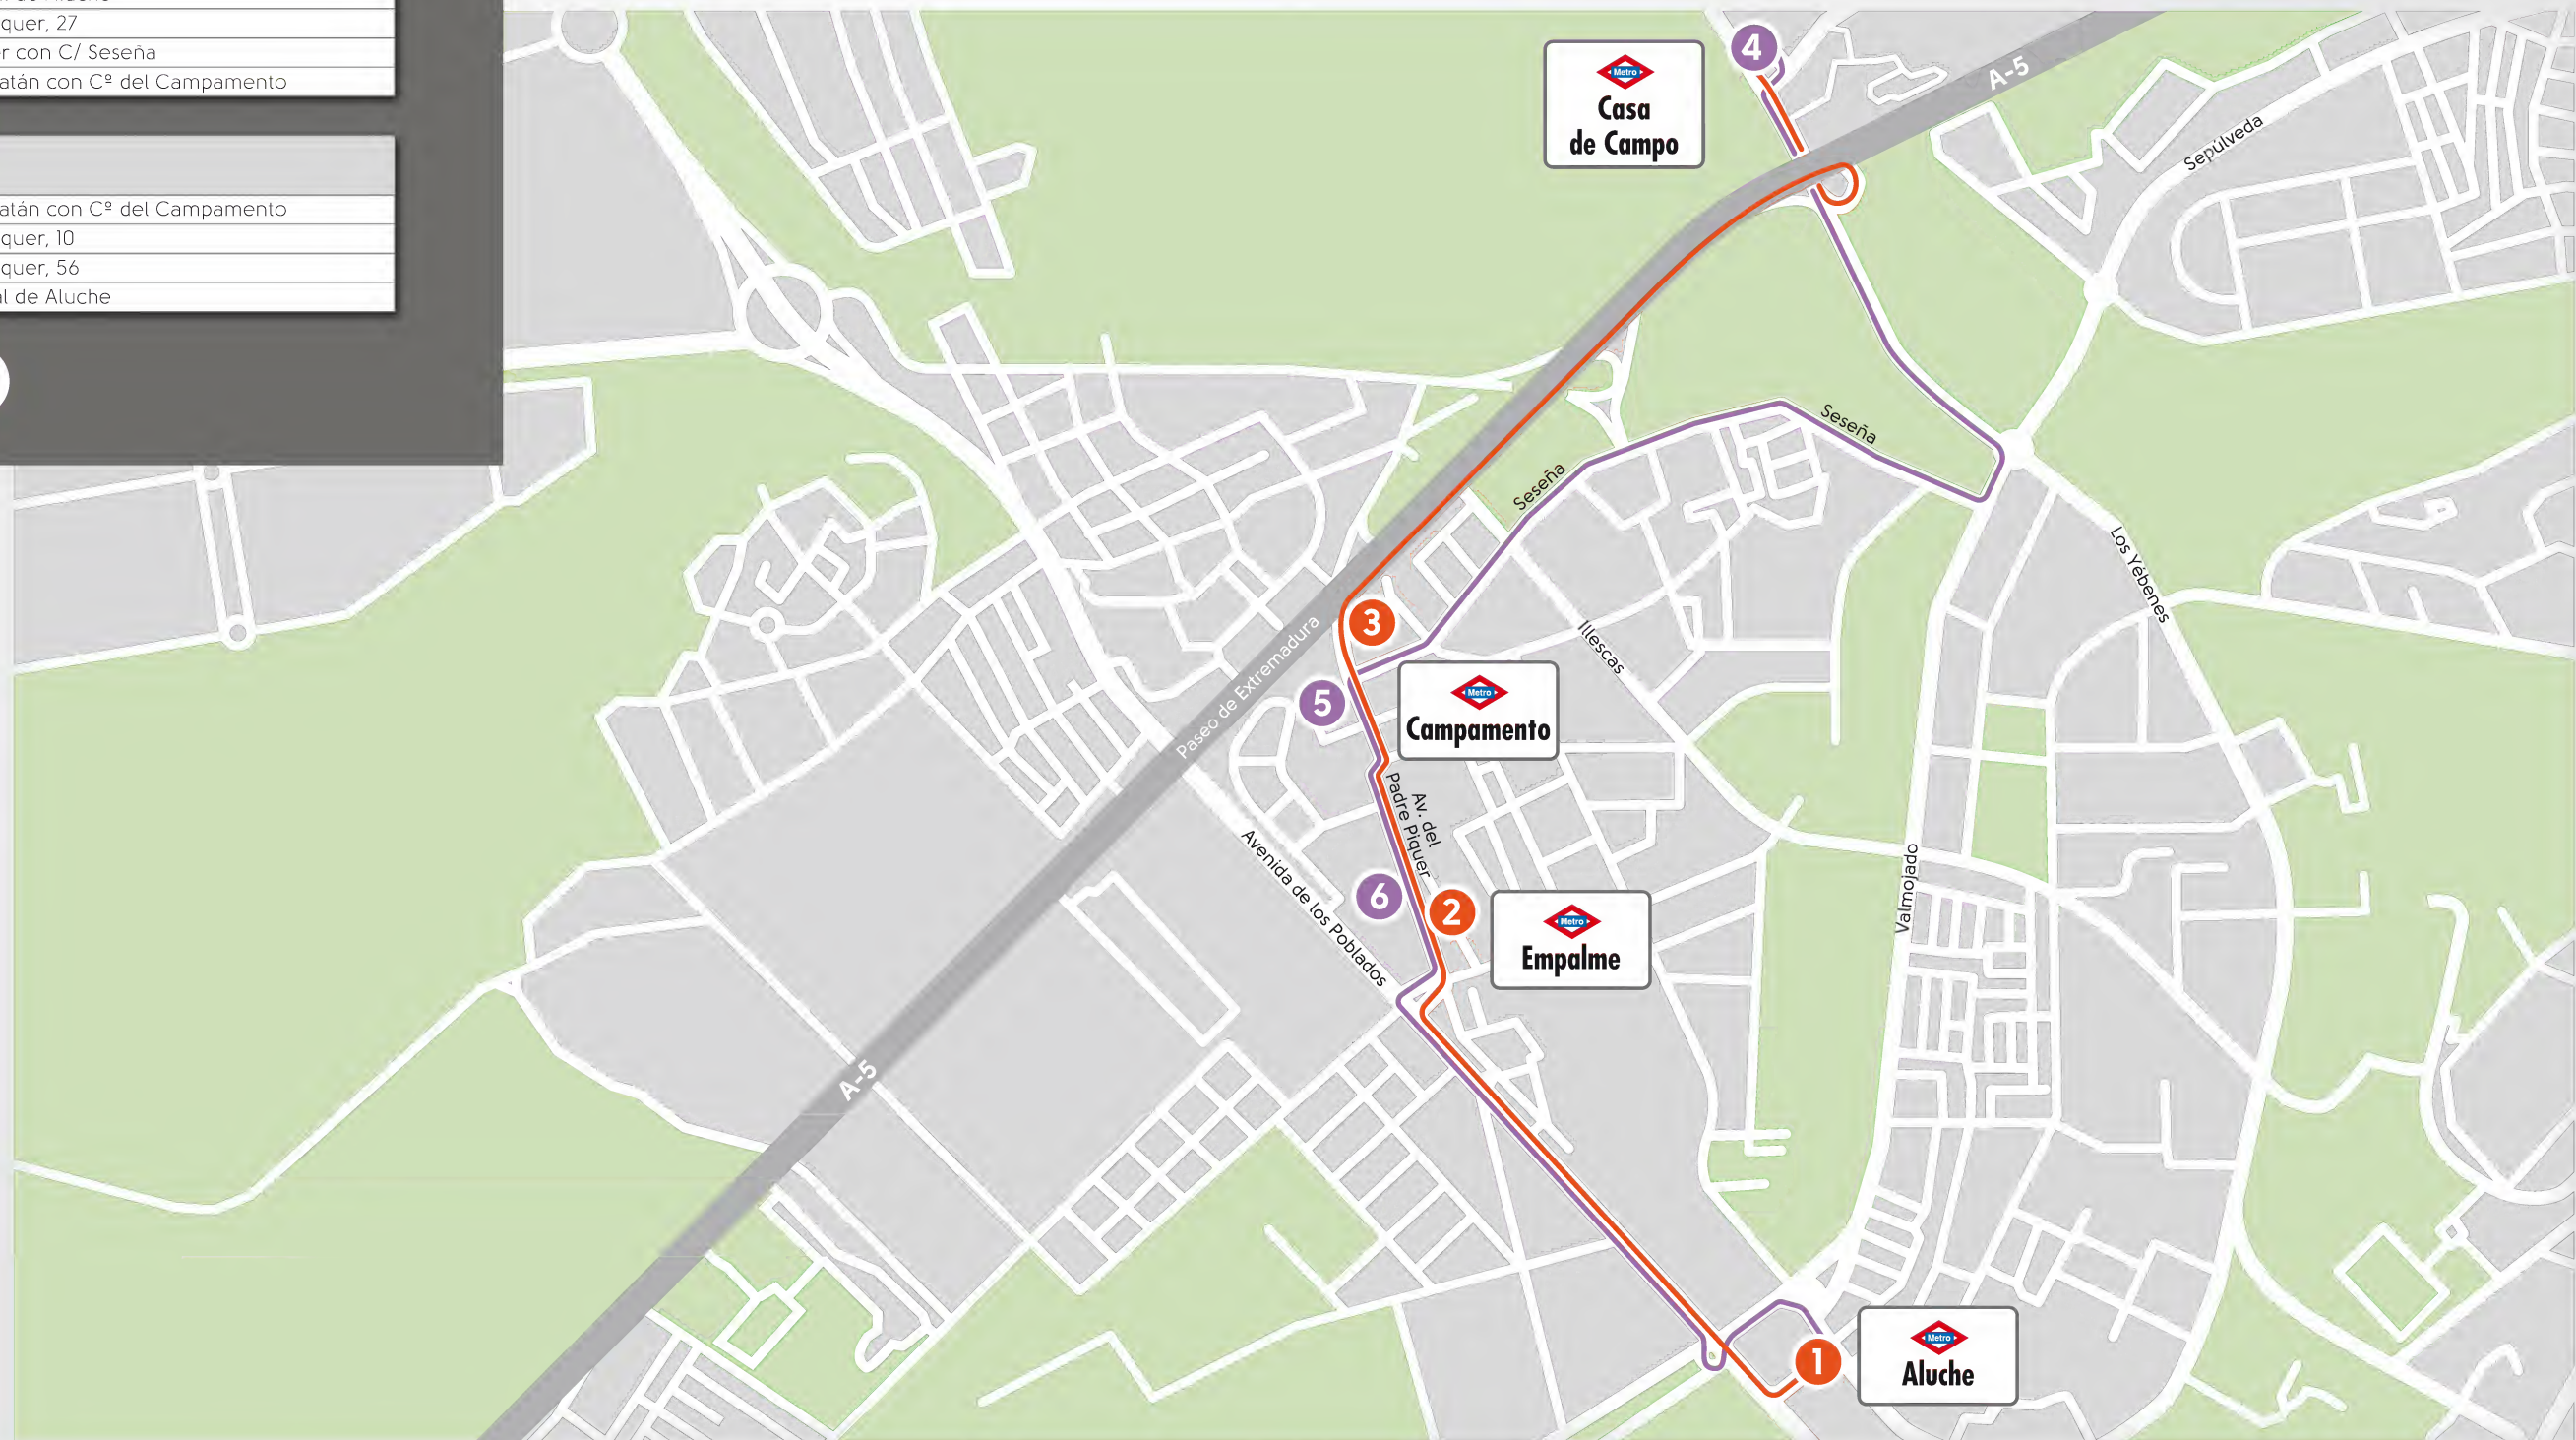 quer, 27
r con C/ Seseña
atán con Cº del Campamento
atán con Cº del Campamento
quer, 10
quer, 56
l de Aluche
4
Metro
Casa
de Campo
A-5
Sepúlveda
Seseña
Seseña
Los Yébenes
3
Paseo de Extremadura
Illescas
5
Metro
Campamento
Av. del
Padre Piquer
Avenida de los Poblados
Valmojado
6
2
Metro
Empalme
A-5
1
Metro
Aluche